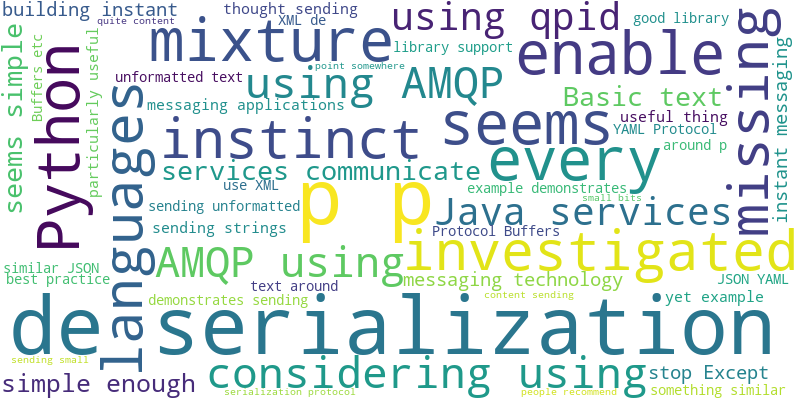 building instant
quite content
thought sending
XML de
using qpid
good library
seems simple
Buffers etc
particularly useful
Python
mixture
library support
enable
missing
instant messaging
unformatted text
point somewhere
using AMQP
Basic text
languages
messaging applications
seems
useful thing
YAML Protocol
instinct
every
around p
services communicate
use XML
example demonstrates
small bits
sending unformatted
p p
Java services
sending strings
Protocol Buffers
AMQP using
investigated
similar JSON
best practice
messaging technology
JSON YAML
text around
demonstrates sending
content sending
yet example
de serialization
sending small
considering using
stop Except
simple enough
serialization protocol
people recommend
something similar